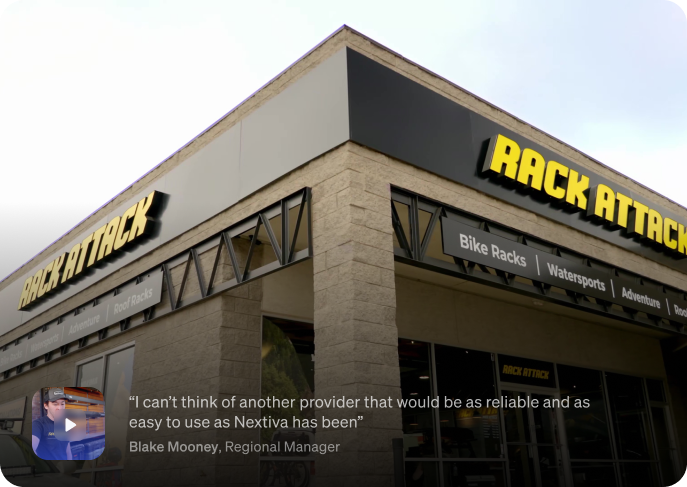 RACK ATTACK
RACK ATTACK
Bike Racks | Watersports | Adventure | Roo
Watersports | Adventure | Roof Racks
RACK ATTACK
“I can’t think of another provider that would be as reliable and as
easy to use as Nextiva has been”
Blake Mooney, Regional Manager